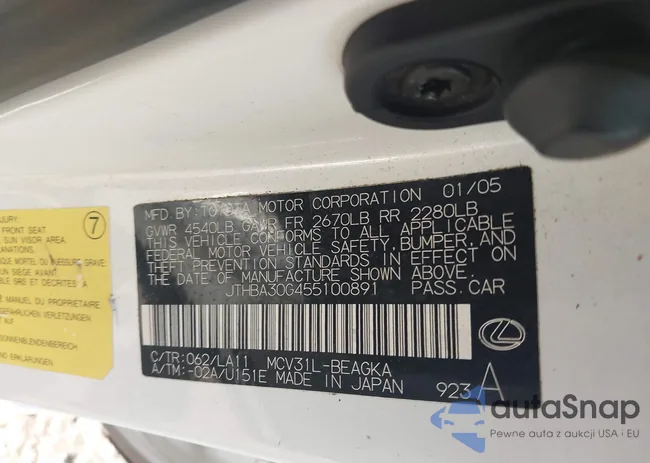 7
JURY:
FRONT SEAT.
SUN VISOR AREA
LANATIONS.
MFD. BY: TOYOTA MOTOR CORPORATION 01/05
GVWR 4540LB GAWR FR 2670LB RR 2280LB
THIS VEHICLE CONFORMS TO ALL APPLICABLE
FEDERAL MOTOR VEHICLE SAFETY, BUMPER, AND
THEFT PREVENTION STANDARDS IN EFFECT ON
THE DATE OF MANUFACTURE SHOWN ABOVE.
JTHBA30G455100891 PASS.CAR
C/TR:062/LA11 MCV31L-BEAGKA
A/TM:-02A/U151E MADE IN JAPAN
923 A
autaSnap
Pewne auta z aukcji USA i EU